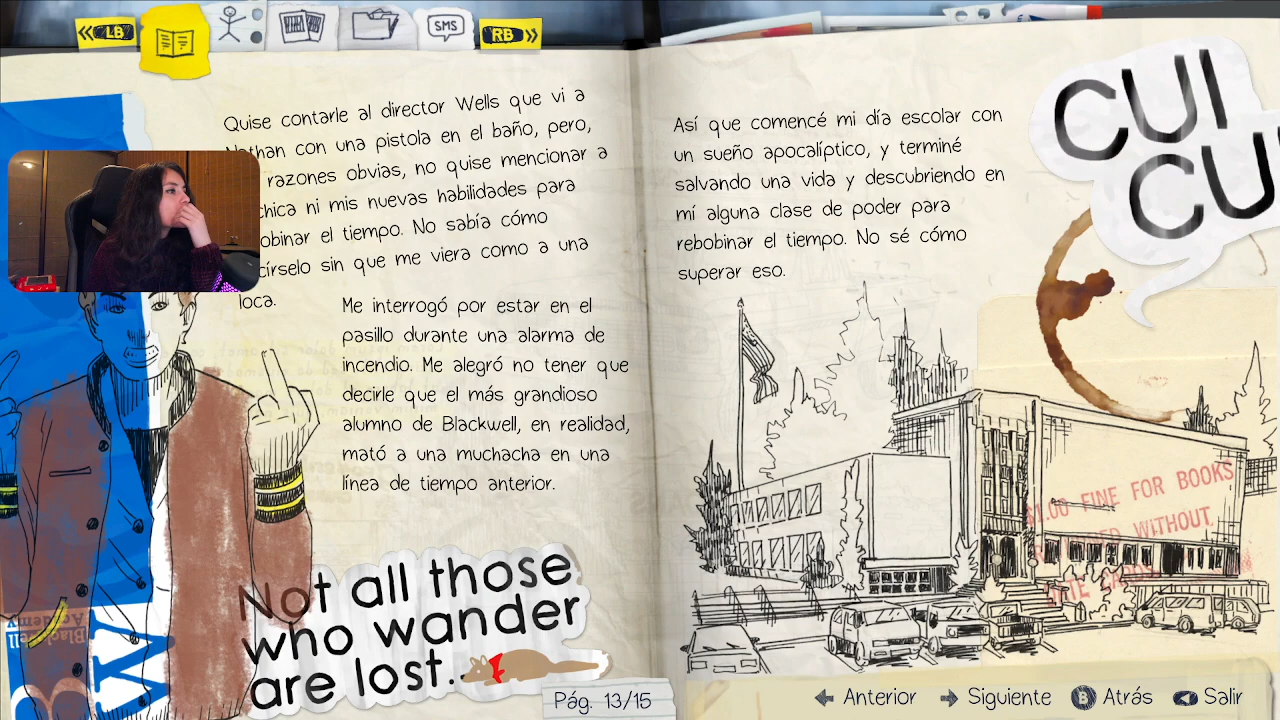 LB
SMS
RB
Quise contarle al director Wells que vi a
con una pistola en el baño, pero,
razones obvias, no quise mencionar a
ni mis nuevas habilidades para
el tiempo. No sabía cómo
sin que me viera como a una
loca.
Me interrogó por estar en el
pasillo durante una alarma de
incendio. Me alegró no tener que
decirle que el más grandioso
alumno de Blackwell, en realidad,
mató a una muchacha en una
línea de tiempo anterior.
Not all those
who wander
are lost.
Pág. 13/15
Así que comencé mi día escolar con
un sueño apocalíptico, y terminé
salvando una vida y descubriendo en
mí alguna clase de poder para
rebobinar el tiempo. No sé cómo
superar eso.
CUI
CUI
FINE FOR BOOKS
WITHOUT
Anterior
Siguiente
B Atrás
Salir